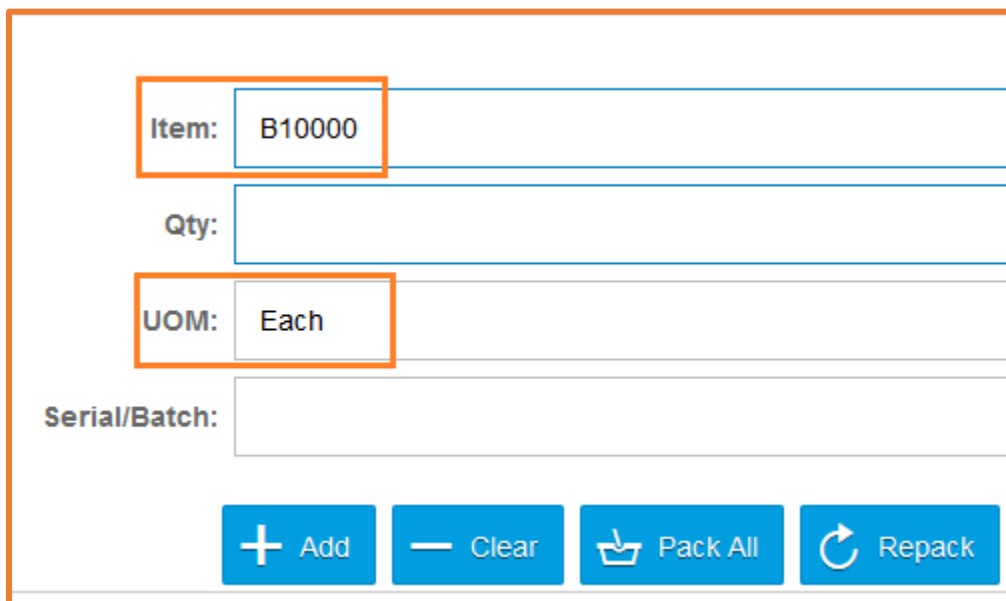 Item: B10000
Qty:
UOM: Each
Serial/Batch:
Add Clear Pack All Repack